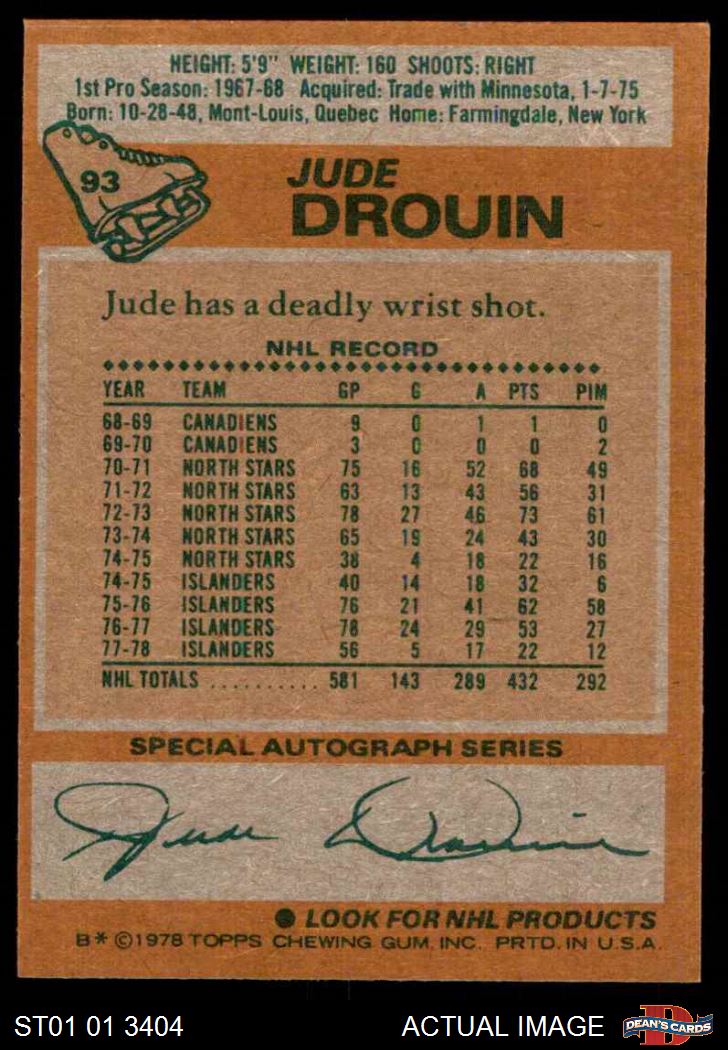 HEIGHT: 5'9" WEIGHT: 160 SHOOTS: RIGHT
1st Pro Season: 1967-68 Acquired: Trade with Minnesota, 1-7-75
Born: 10-28-48, Mont-Louis, Quebec Home: Farmingdale, New York
93
JUDE
DROUIN
Jude has a deadly wrist shot.
NHL RECORD
YEAR TEAM GP G A PTS PIM
68-69 CANADIENS 9 0 1 1 0
69-70 CANADIENS 3 0 0 0 2
70-71 NORTH STARS 75 16 52 68 49
71-72 NORTH STARS 63 13 43 56 31
72-73 NORTH STARS 78 27 46 73 61
73-74 NORTH STARS 65 19 24 43 30
74-75 NORTH STARS 38 4 18 22 16
74-75 ISLANDERS 40 14 18 32 6
75-76 ISLANDERS 76 21 41 62 58
76-77 ISLANDERS 78 24 29 53 27
77-78 ISLANDERS 56 5 17 22 12
NHL TOTALS .......... 581 143 289 432 292
SPECIAL AUTOGRAPH SERIES
Jude Drouin
● LOOK FOR NHL PRODUCTS
B* ©1978 TOPPS CHEWING GUM, INC. PRTD. IN U.S.A.
ST01 01 3404 ACTUAL IMAGE D DEAN'S CARDS